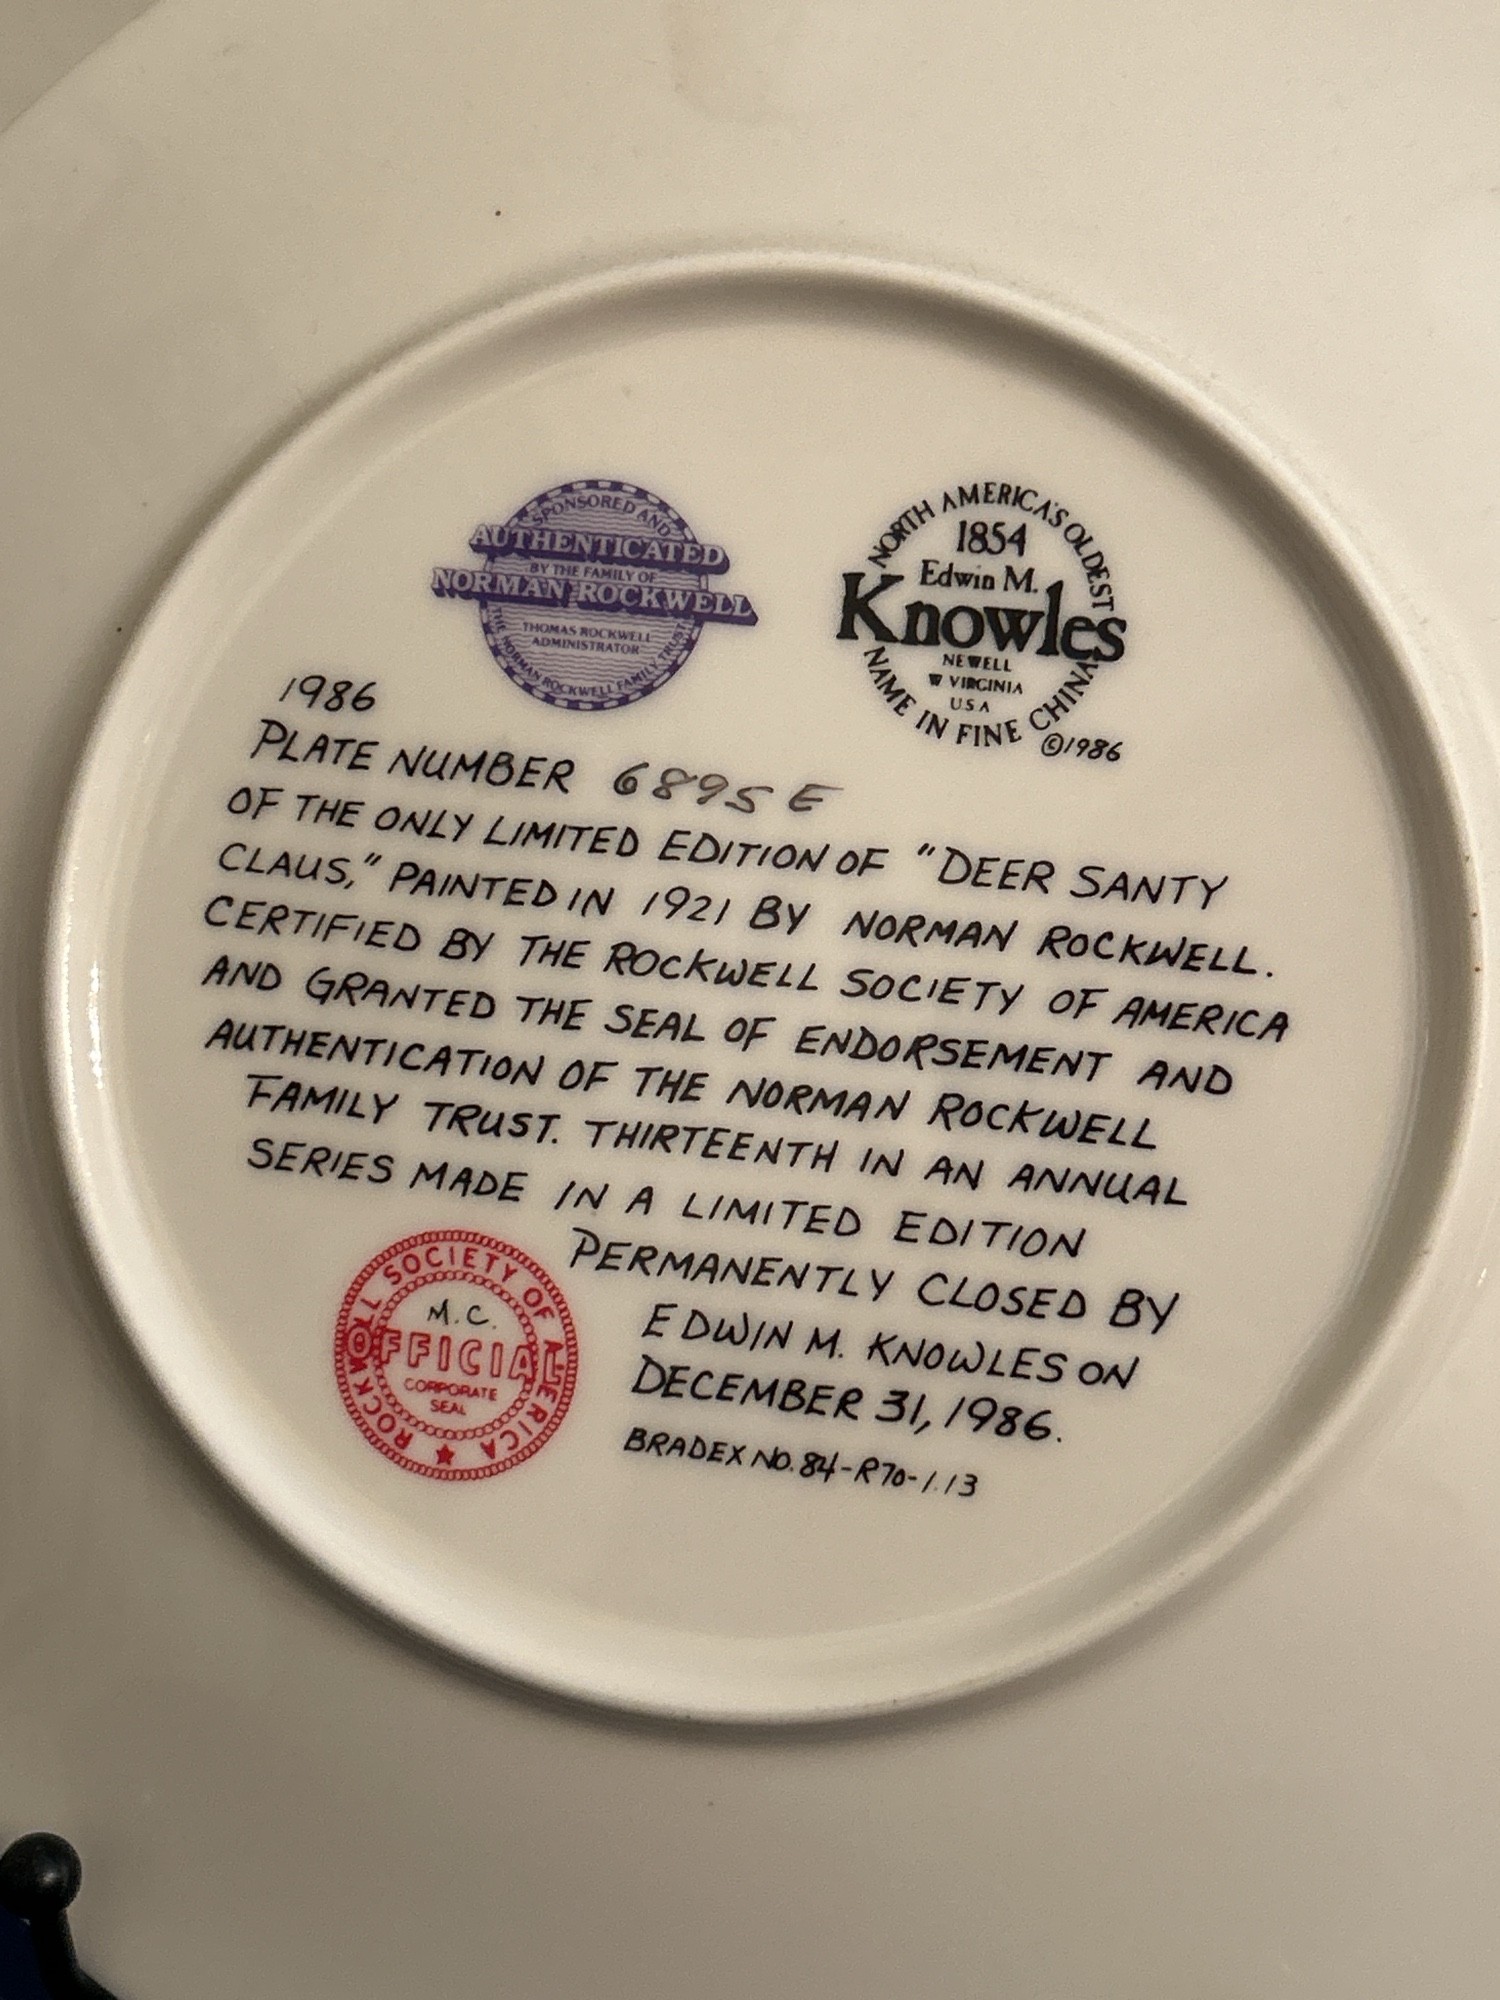 SPONSORED AND
AUTHENTICATED
BY THE FAMILY OF
NORMAN ROCKWELL
THOMAS ROCKWELL
ADMINISTRATOR
THE NORMAN ROCKWELL FAMILY TRUST
NORTH AMERICA'S OLDEST
1854
Edwin M.
Knowles
NEWELL
W VIRGINIA
USA
NAME IN FINE CHINA
©1986
1986
PLATE NUMBER 6895 E
OF THE ONLY LIMITED EDITION OF "DEER SANTY
CLAUS," PAINTED IN 1921 BY NORMAN ROCKWELL.
CERTIFIED BY THE ROCKWELL SOCIETY OF AMERICA
AND GRANTED THE SEAL OF ENDORSEMENT AND
AUTHENTICATION OF THE NORMAN ROCKWELL
FAMILY TRUST. THIRTEENTH IN AN ANNUAL
SERIES MADE IN A LIMITED EDITION
PERMANENTLY CLOSED BY
EDWIN M. KNOWLES ON
DECEMBER 31, 1986.
BRADEX NO. 84-R70-1.13
ROCKWELL SOCIETY OF AMERICA
M.C.
OFFICIAL
CORPORATE
SEAL